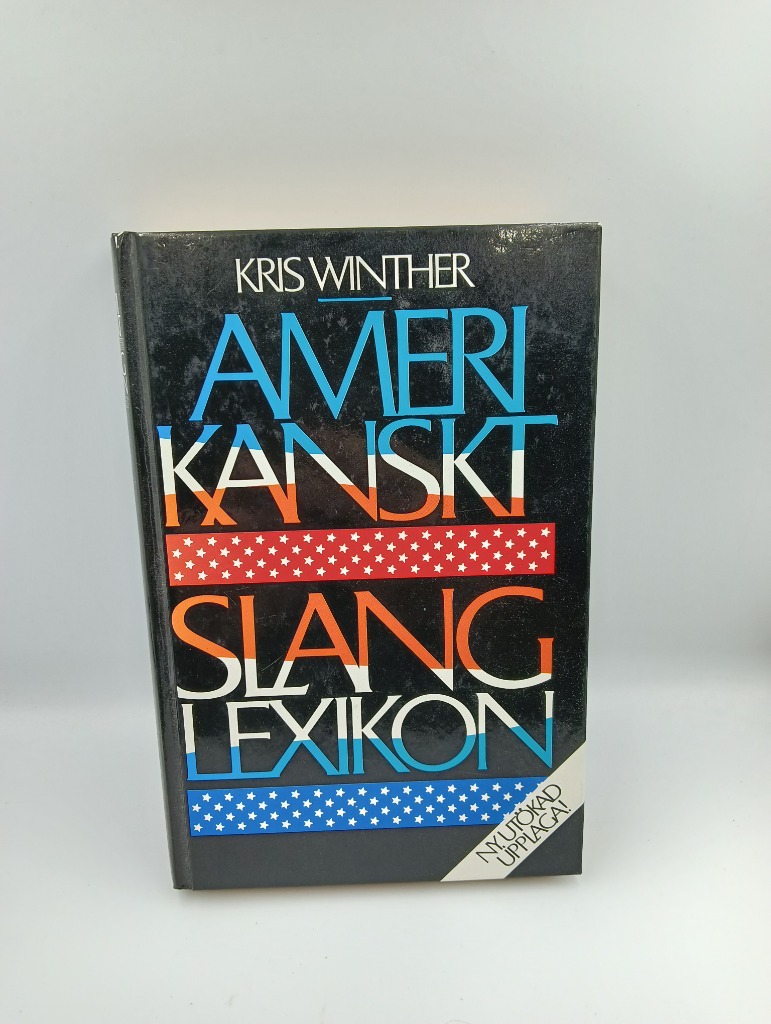 KRIS WINTHER
AMERI
KANSKT
SLANG
LEXIKON
NY, UTÖKAD
UPPLAGA!